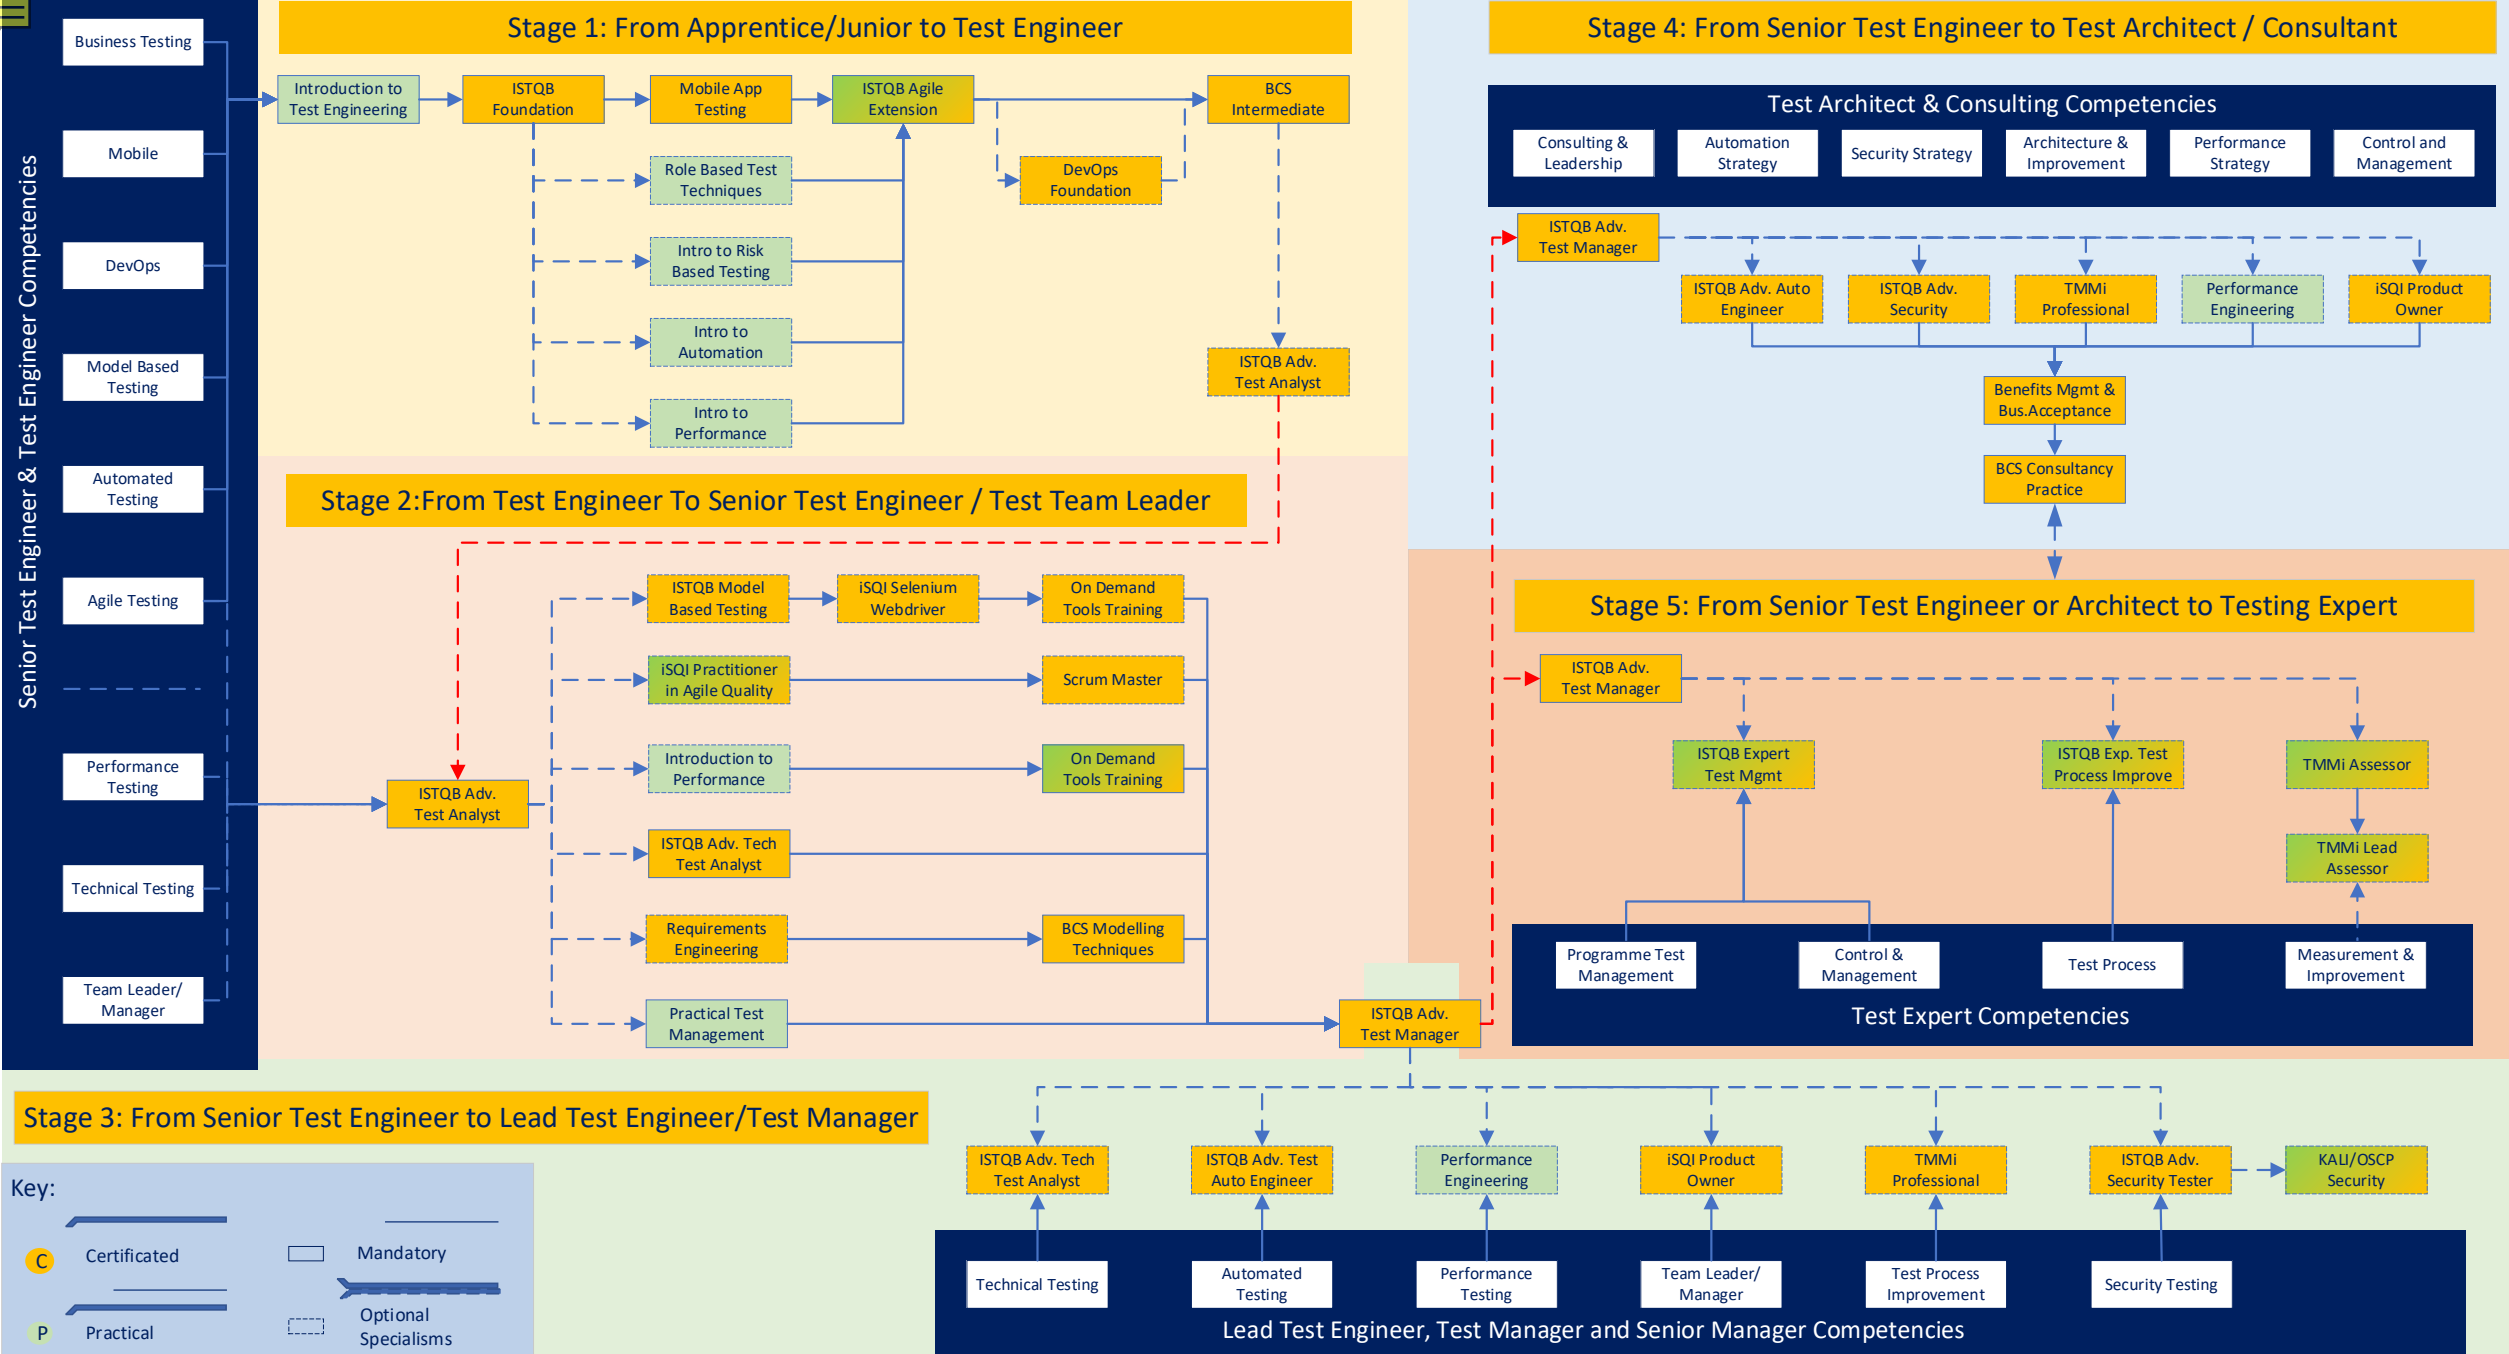 Senior Test Engineer & Test Engineer Competencies
Business Testing
Mobile
DevOps
Model Based
Testing
Automated
Testing
Agile Testing
Performance
Testing
Technical Testing
Team Leader/
Manager
Stage 1: From Apprentice/Junior to Test Engineer
Introduction to
Test Engineering
ISTQB
Foundation
Mobile App
Testing
ISTQB Agile
Extension
BCS
Intermediate
Role Based Test
Techniques
DevOps
Foundation
Intro to Risk
Based Testing
Intro to
Automation
Intro to
Performance
ISTQB Adv.
Test Analyst
Stage 2:From Test Engineer To Senior Test Engineer / Test Team Leader
ISTQB Adv.
Test Analyst
ISTQB Model
Based Testing
iSQI Selenium
Webdriver
On Demand
Tools Training
iSQI Practitioner
in Agile Quality
Scrum Master
Introduction to
Performance
On Demand
Tools Training
ISTQB Adv. Tech
Test Analyst
Requirements
Engineering
BCS Modelling
Techniques
Practical Test
Management
ISTQB Adv.
Test Manager
Stage 4: From Senior Test Engineer to Test Architect / Consultant
Test Architect & Consulting Competencies
Consulting &
Leadership
Automation
Strategy
Security Strategy
Architecture &
Improvement
Performance
Strategy
Control and
Management
ISTQB Adv.
Test Manager
ISTQB Adv. Auto
Engineer
ISTQB Adv.
Security
TMMi
Professional
Performance
Engineering
iSQI Product
Owner
Benefits Mgmt &
Bus.Acceptance
BCS Consultancy
Practice
Stage 5: From Senior Test Engineer or Architect to Testing Expert
ISTQB Adv.
Test Manager
ISTQB Expert
Test Mgmt
ISTQB Exp. Test
Process Improve
TMMi Assessor
TMMi Lead
Assessor
Programme Test
Management
Control &
Management
Test Process
Measurement &
Improvement
Test Expert Competencies
Stage 3: From Senior Test Engineer to Lead Test Engineer/Test Manager
ISTQB Adv. Tech
Test Analyst
ISTQB Adv. Test
Auto Engineer
Performance
Engineering
iSQI Product
Owner
TMMi
Professional
ISTQB Adv.
Security Tester
KALI/OSCP
Security
Technical Testing
Automated
Testing
Performance
Testing
Team Leader/
Manager
Test Process
Improvement
Security Testing
Lead Test Engineer, Test Manager and Senior Manager Competencies
Key:
C
Certificated
Mandatory
P
Practical
Optional
Specialisms